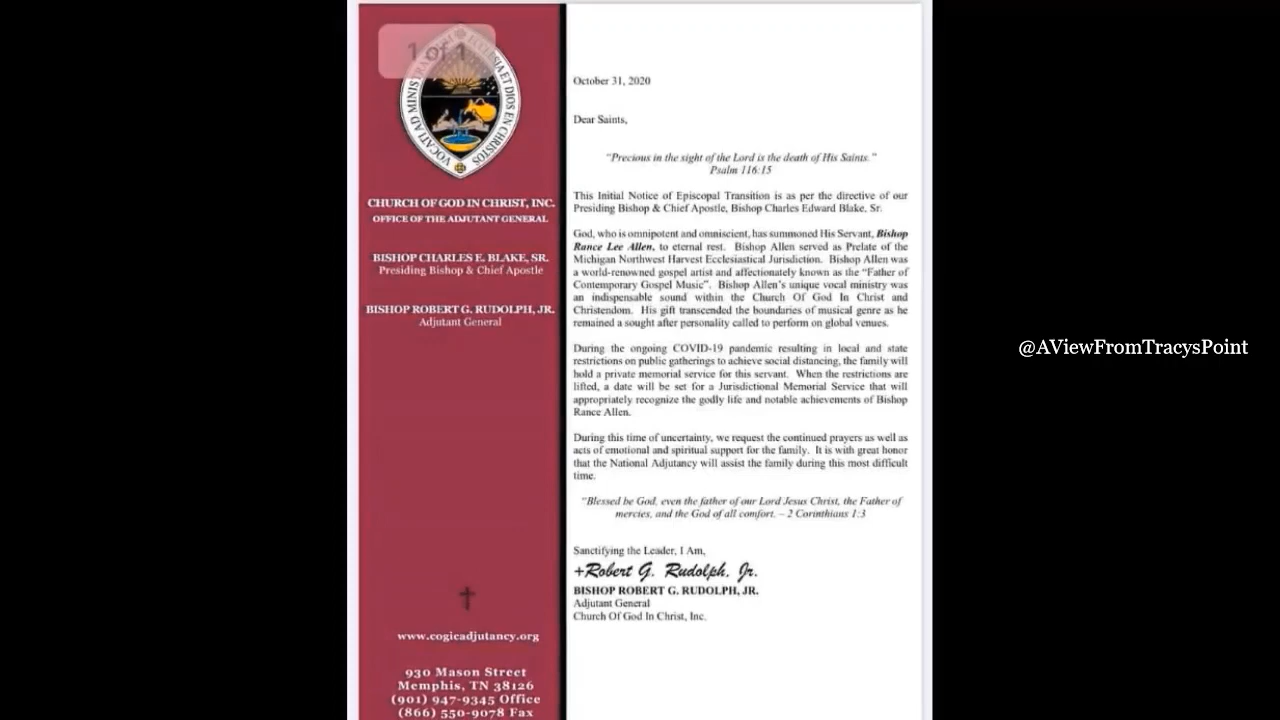 1 of 1
VOCATI AD MINIS
ECCLESIA ET DIOS EN CHRISTOS
CHURCH OF GOD IN CHRIST, INC.
OFFICE OF THE ADJUTANT GENERAL
BISHOP CHARLES E. BLAKE, SR.
Presiding Bishop & Chief Apostle
BISHOP ROBERT G. RUDOLPH, JR.
Adjutant General
www.cogicadjutancy.org
930 Mason Street
Memphis, TN 38126
(901) 947-9345 Office
(866) 550-9078 Fax
October 31, 2020
Dear Saints,
“Precious in the sight of the Lord is the death of His Saints.”
Psalm 116:15
This Initial Notice of Episcopal Transition is as per the directive of our
Presiding Bishop & Chief Apostle, Bishop Charles Edward Blake, Sr.
God, who is omnipotent and omniscient, has summoned His Servant, Bishop
Rance Lee Allen, to eternal rest. Bishop Allen served as Prelate of the
Michigan Northwest Harvest Ecclesiastical Jurisdiction. Bishop Allen was
a world-renowned gospel artist and affectionately known as the “Father of
Contemporary Gospel Music”. Bishop Allen’s unique vocal ministry was
an indispensable sound within the Church Of God In Christ and
Christendom. His gift transcended the boundaries of musical genre as he
remained a sought after personality called to perform on global venues.
During the ongoing COVID-19 pandemic resulting in local and state
restrictions on public gatherings to achieve social distancing, the family will
hold a private memorial service for this servant. When the restrictions are
lifted, a date will be set for a Jurisdictional Memorial Service that will
appropriately recognize the godly life and notable achievements of Bishop
Rance Allen.
During this time of uncertainty, we request the continued prayers as well as
acts of emotional and spiritual support for the family. It is with great honor
that the National Adjutancy will assist the family during this most difficult
time.
“Blessed be God, even the father of our Lord Jesus Christ, the Father of
mercies, and the God of all comfort. – 2 Corinthians 1:3
Sanctifying the Leader, I Am,
+Robert G. Rudolph, Jr.
BISHOP ROBERT G. RUDOLPH, JR.
Adjutant General
Church Of God In Christ, Inc.
@AViewFromTracysPoint